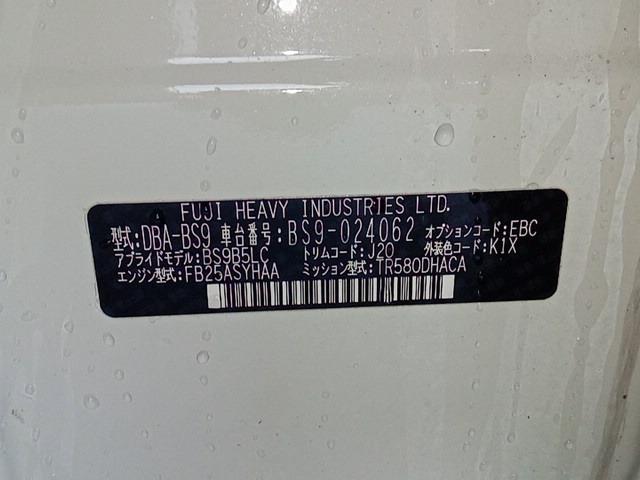 FUJI HEAVY INDUSTRIES LTD.
型式:DBA-BS9 車台番号:BS9-024062 オプションコード:EBC
アプライドモデル:BS9B5LC トリムコード:J20 外装色コード:K1X
エンジン型式:FB25ASYHAA ミッション型式:TR580DHACA